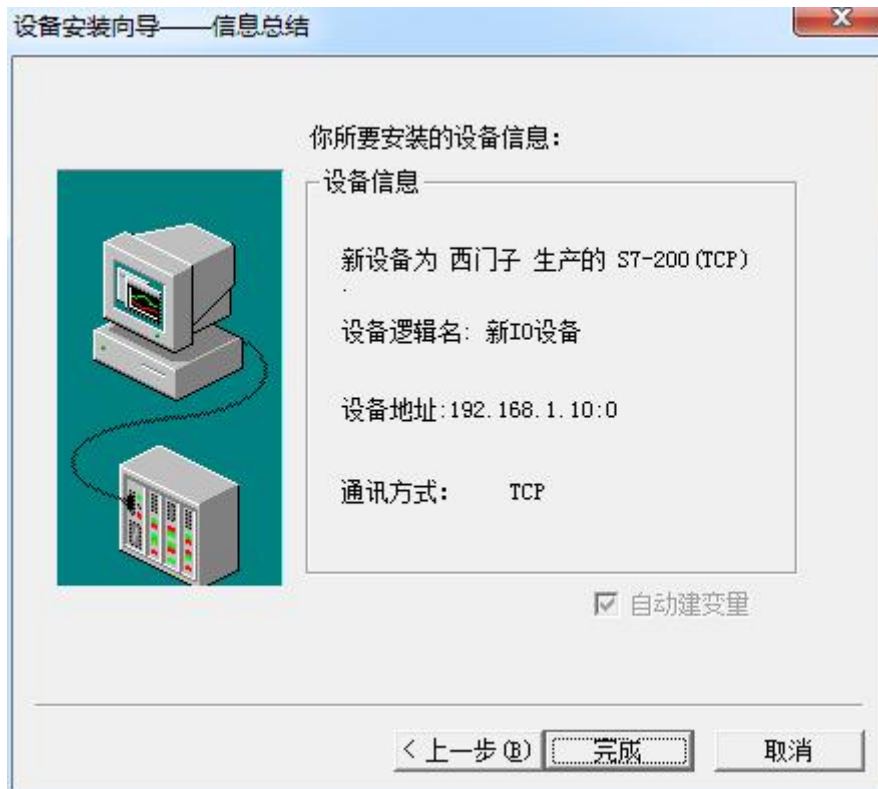 设备安装向导——信息总结
你所要安装的设备信息:
设备信息
新设备为 西门子 生产的 S7-200(TCP)
.
设备逻辑名: 新IO设备
设备地址:192.168.1.10:0
通讯方式: TCP
自动建变量
<上一步(B) 完成 取消